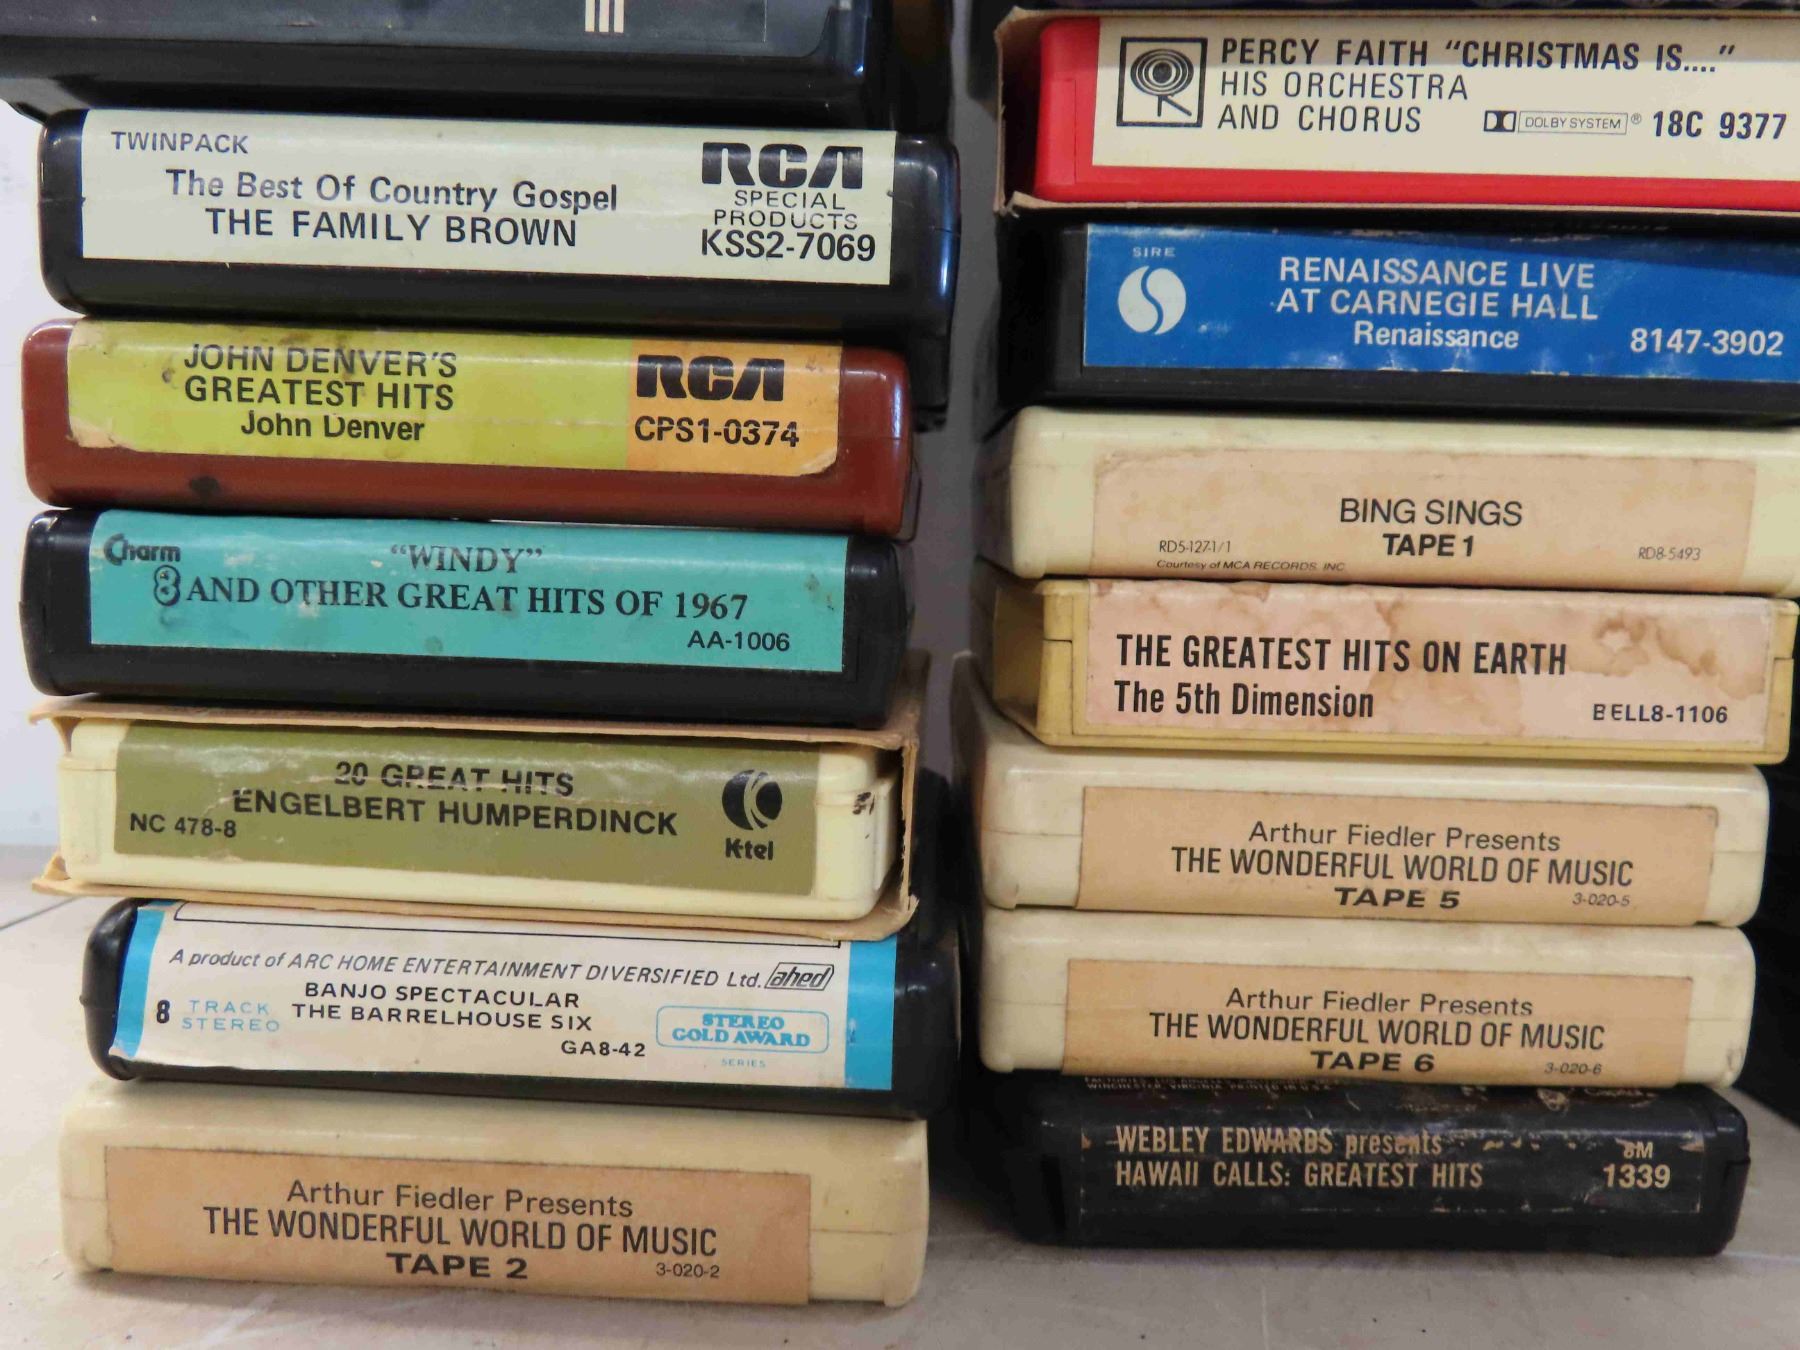 TWINPACK
The Best Of Country Gospel
THE FAMILY BROWN
RCA
SPECIAL
PRODUCTS
KSS2-7069
JOHN DENVER'S
GREATEST HITS
John Denver
RCA
CPS1-0374
Charm
8
"WINDY"
AND OTHER GREAT HITS OF 1967
AA-1006
20 GREAT HITS
ENGELBERT HUMPERDINCK
NC 478-8
K-tel
A product of ARC HOME ENTERTAINMENT DIVERSIFIED Ltd. ahed
8 TRACK STEREO
BANJO SPECTACULAR
THE BARRELHOUSE SIX
GA8-42
STEREO
GOLD AWARD
SERIES
Arthur Fiedler Presents
THE WONDERFUL WORLD OF MUSIC
TAPE 2
3-020-2
PERCY FAITH "CHRISTMAS IS...."
HIS ORCHESTRA
AND CHORUS
DOLBY SYSTEM ® 18C 9377
SIRE
RENAISSANCE LIVE
AT CARNEGIE HALL
Renaissance
8147-3902
BING SINGS
TAPE 1
RD5-127-1/1
Courtesy of MCA RECORDS, INC.
RD8-5493
THE GREATEST HITS ON EARTH
The 5th Dimension
BELL8-1106
Arthur Fiedler Presents
THE WONDERFUL WORLD OF MUSIC
TAPE 5
3-020-5
Arthur Fiedler Presents
THE WONDERFUL WORLD OF MUSIC
TAPE 6
3-020-6
WINCHESTER, VIRGINIA. PRINTED IN U.S.A.
WEBLEY EDWARDS presents
HAWAII CALLS: GREATEST HITS
8M
1339